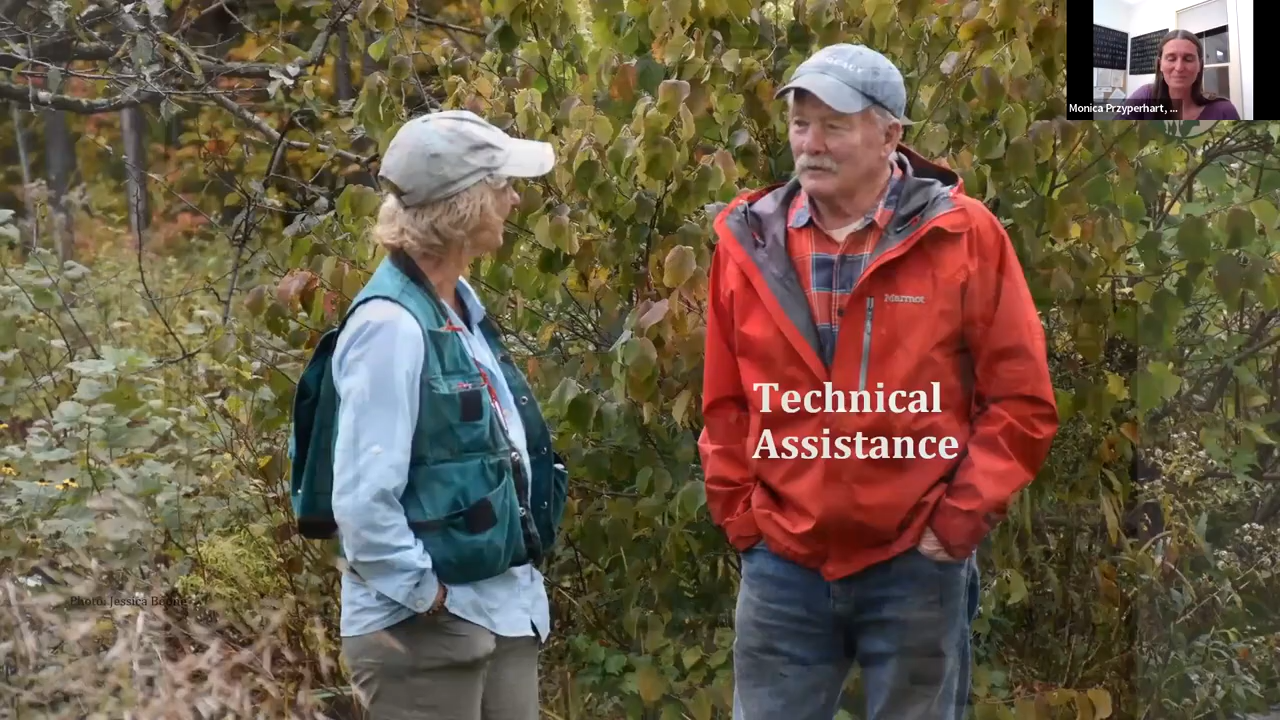 Monica Przyperhart, ...
Marmot
Technical
Assistance
Photo: Jessica Boone